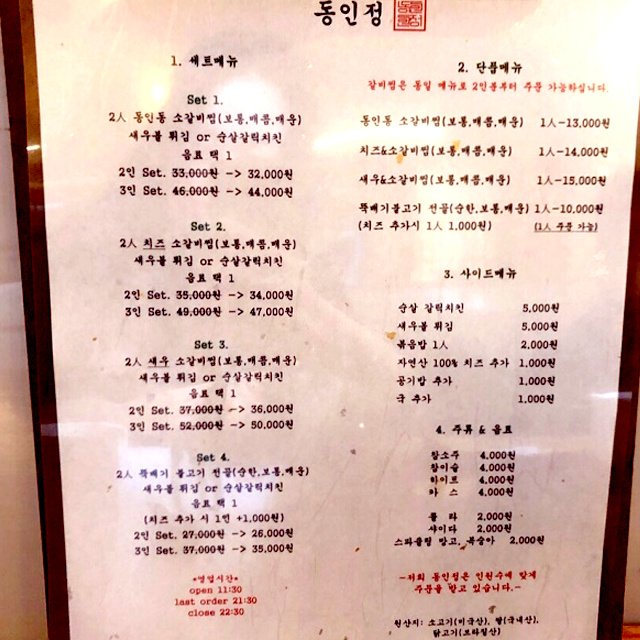 동인정
1. 세트메뉴
Set 1.
2人 동인동 소갈비찜(보통,매콤,매운)
새우볼 튀김 or 순살갈릭치킨
음료 택 1
2인 Set. 33,000원 -> 32,000원
3인 Set. 46,000원 -> 44,000원
Set 2.
2人 치즈 소갈비찜(보통,매콤,매운)
새우볼 튀김 or 순살갈릭치킨
음료 택 1
2인 Set. 35,000원 -> 34,000원
3인 Set. 49,000원 -> 47,000원
Set 3.
2人 새우 소갈비찜(보통,매콤,매운)
새우볼 튀김 or 순살갈릭치킨
음료 택 1
2인 Set. 37,000원 -> 36,000원
3인 Set. 52,000원 -> 50,000원
Set 4.
2人 뚝배기 불고기 전골(순한,보통,매운)
새우볼 튀김 or 순살갈릭치킨
음료 택 1
(치즈 추가 시 1인 +1,000원)
2인 Set. 27,000원 -> 26,000원
3인 Set. 37,000원 -> 35,000원
*영업시간*
open 11:30
last order 21:30
close 22:30
2. 단품메뉴
갈비찜은 동일 메뉴로 2인분부터 주문 가능하십니다.
동인동 소갈비찜(보통,매콤,매운) 1人-13,000원
치즈&소갈비찜(보통,매콤,매운) 1人-14,000원
새우&소갈비찜(보통,매콤,매운) 1人-15,000원
뚝배기불고기 전골(순한,보통,매운) 1人-10,000원
(치즈 추가시 1人 1,000원) (1人 주문 가능)
3. 사이드메뉴
순살 갈릭치킨 5,000원
새우볼 튀김 5,000원
볶음밥 1人 2,000원
자연산 100% 치즈 추가 1,000원
공기밥 추가 1,000원
국 추가 1,000원
4. 주류 & 음료
참소주 4,000원
참이슬 4,000원
하이트 4,000원
카 스 4,000원
콜 라 2,000원
사이다 2,000원
스파클링 망고, 복숭아 2,000원
-저희 동인정은 인원수에 맞게
주문을 받고 있습니다.-
원산지: 소고기(미국산), 쌀(국내산),
닭고기(브라질산)